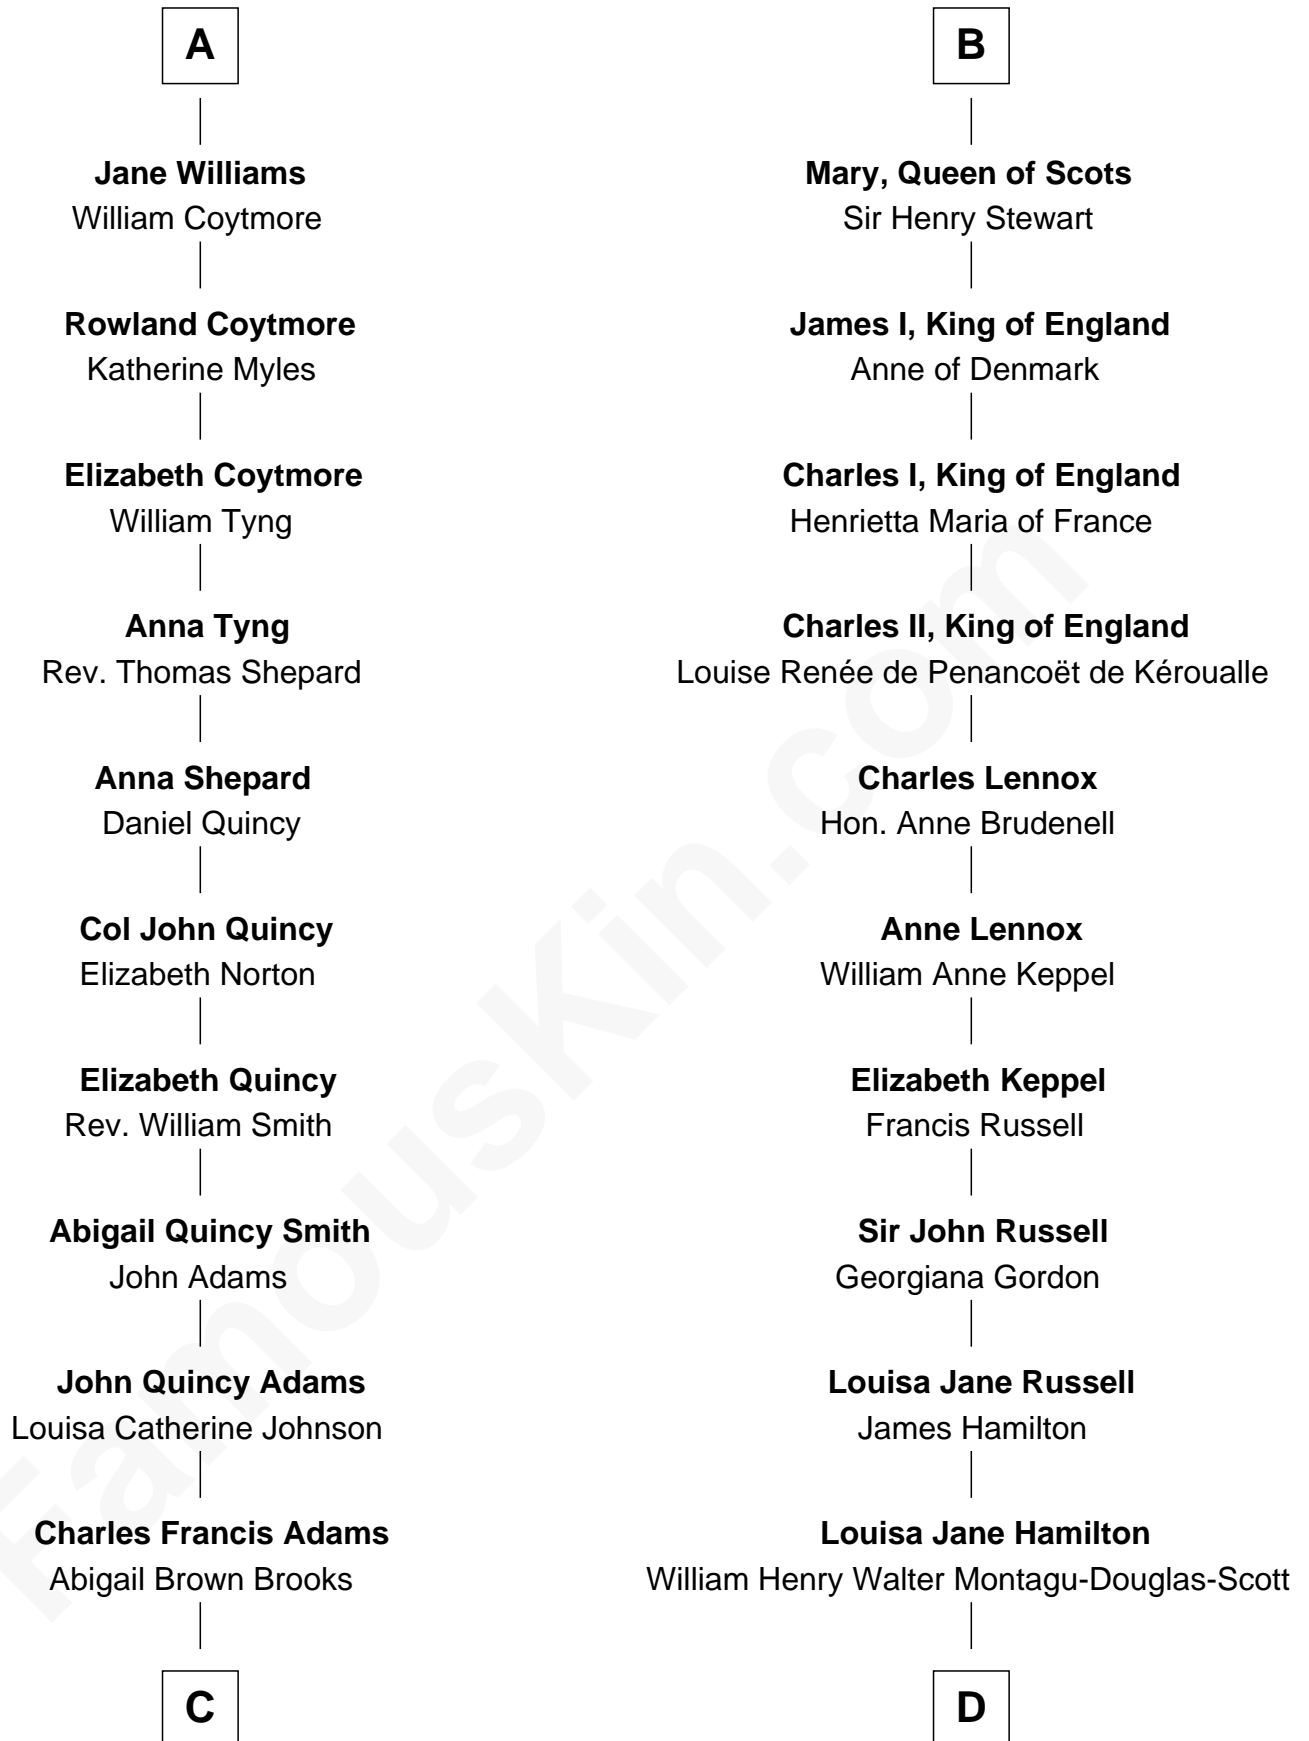 A
Jane Williams
William Coytmore
Rowland Coytmore
Katherine Myles
Elizabeth Coytmore
William Tyng
Anna Tyng
Rev. Thomas Shepard
Anna Shepard
Daniel Quincy
Col John Quincy
Elizabeth Norton
Elizabeth Quincy
Rev. William Smith
Abigail Quincy Smith
John Adams
John Quincy Adams
Louisa Catherine Johnson
Charles Francis Adams
Abigail Brown Brooks
C
B
Mary, Queen of Scots
Sir Henry Stewart
James I, King of England
Anne of Denmark
Charles I, King of England
Henrietta Maria of France
Charles II, King of England
Louise Renée de Penancoët de Kéroualle
Charles Lennox
Hon. Anne Brudenell
Anne Lennox
William Anne Keppel
Elizabeth Keppel
Francis Russell
Sir John Russell
Georgiana Gordon
Louisa Jane Russell
James Hamilton
Louisa Jane Hamilton
William Henry Walter Montagu-Douglas-Scott
D
FamousKin.com